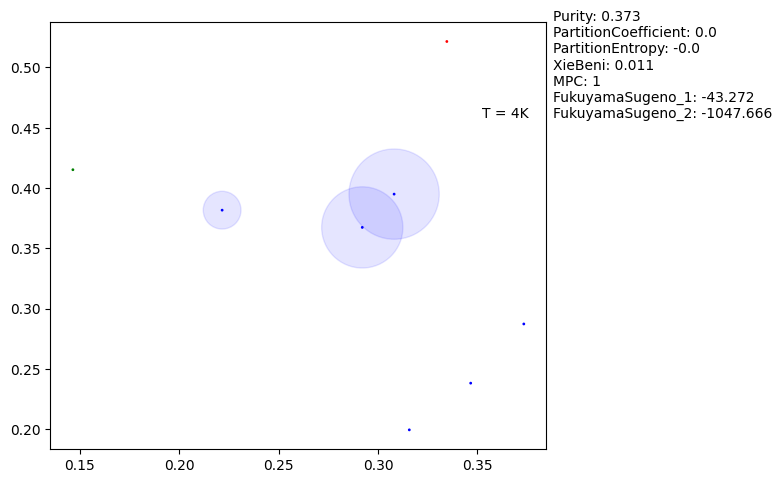 Purity: 0.373
PartitionCoefficient: 0.0
PartitionEntropy: -0.0
XieBeni: 0.011
MPC: 1
FukuyamaSugeno_1: -43.272
FukuyamaSugeno_2: -1047.666
T = 4K
0.50
0.45
0.40
0.35
0.30
0.25
0.20
0.15
0.20
0.25
0.30
0.35